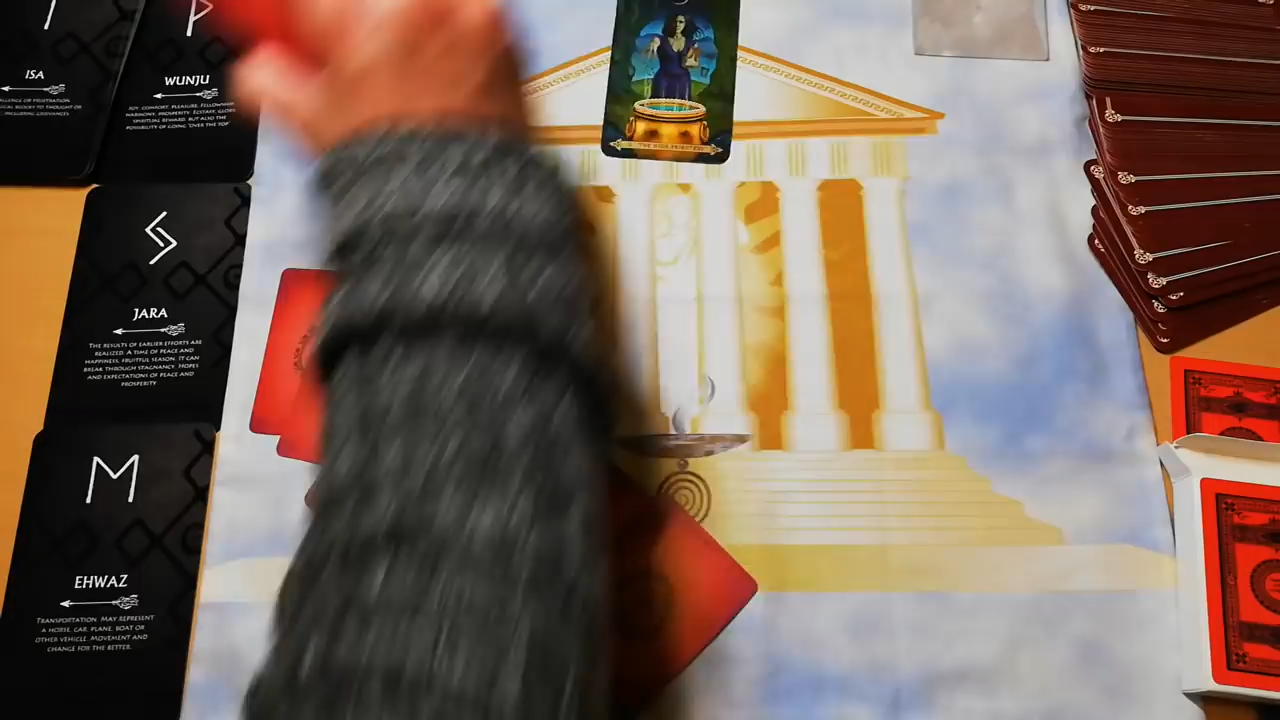 ISA
WUNJU
JOY, COMFORT, PLEASURE, FELLOWSHIP
HARMONY, PROSPERITY, ECSTASY, GLORY
SPIRITUAL REWARD, BUT ALSO THE
POSSIBILITY OF GOING "OVER THE TOP"
THE HIGH PRIESTESS
JARA
THE RESULTS OF EARLIER EFFORTS ARE
REALIZED. A TIME OF PEACE AND
HAPPINESS, FRUITFUL SEASON. IT CAN
BREAK THROUGH STAGNANCY. HOPES
AND EXPECTATIONS OF PEACE AND
PROSPERITY
EHWAZ
TRANSPORTATION. MAY REPRESENT
A HORSE, CAR, PLANE, BOAT OR
OTHER VEHICLE. MOVEMENT AND
CHANGE FOR THE BETTER.